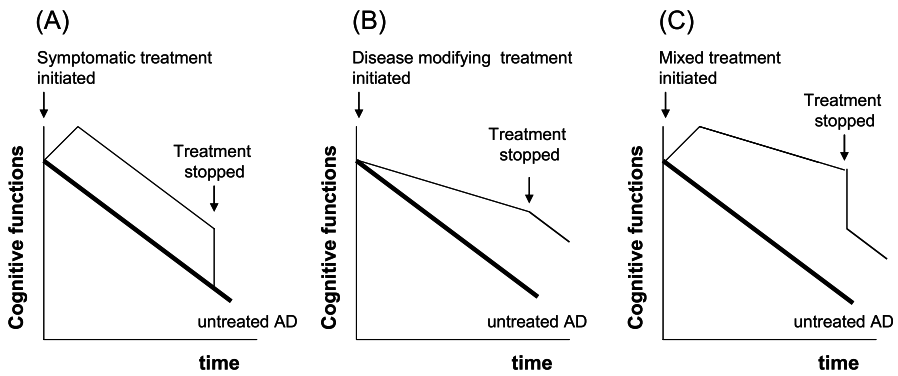 (A)
Symptomatic treatment
initiated
Treatment
stopped
Cognitive functions
untreated AD
time
(B)
Disease modifying treatment
initiated
Treatment
stopped
Cognitive functions
untreated AD
time
(C)
Mixed treatment
initiated
Treatment
stopped
Cognitive functions
untreated AD
time